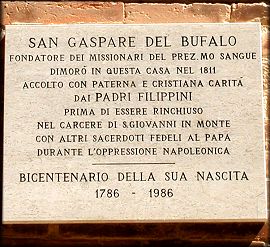 SAN GASPARE DEL BUFALO
FONDATORE DEI MISSIONARI DEL PREZ.MO SANGUE
DIMORÒ IN QUESTA CASA NEL 1811
ACCOLTO CON PATERNA E CRISTIANA CARITÁ
DAI PADRI FILIPPINI
PRIMA DI ESSERE RINCHIUSO
NEL CARCERE DI S.GIOVANNI IN MONTE
CON ALTRI SACERDOTI FEDELI AL PAPA
DURANTE L'OPPRESSIONE NAPOLEONICA
BICENTENARIO DELLA SUA NASCITA
1786 - 1986